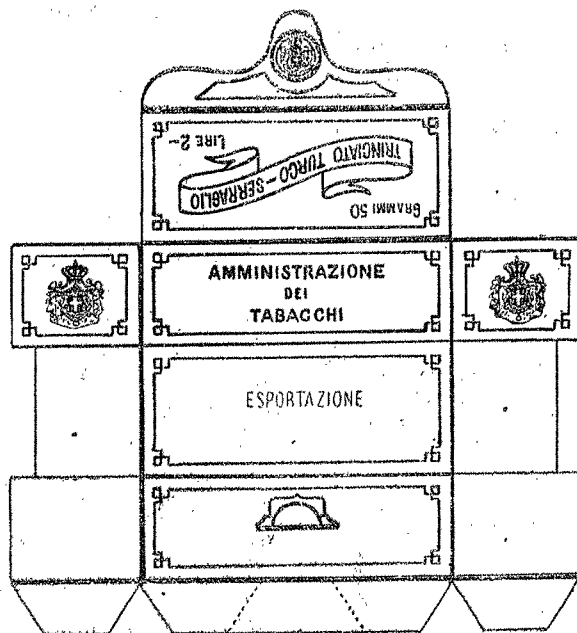 GRAMMI 50
TRINCIATO TURCO - SERRAGLIO
LIRE 2-
AMMINISTRAZIONE
DEI
TABACCHI
ESPORTAZIONE